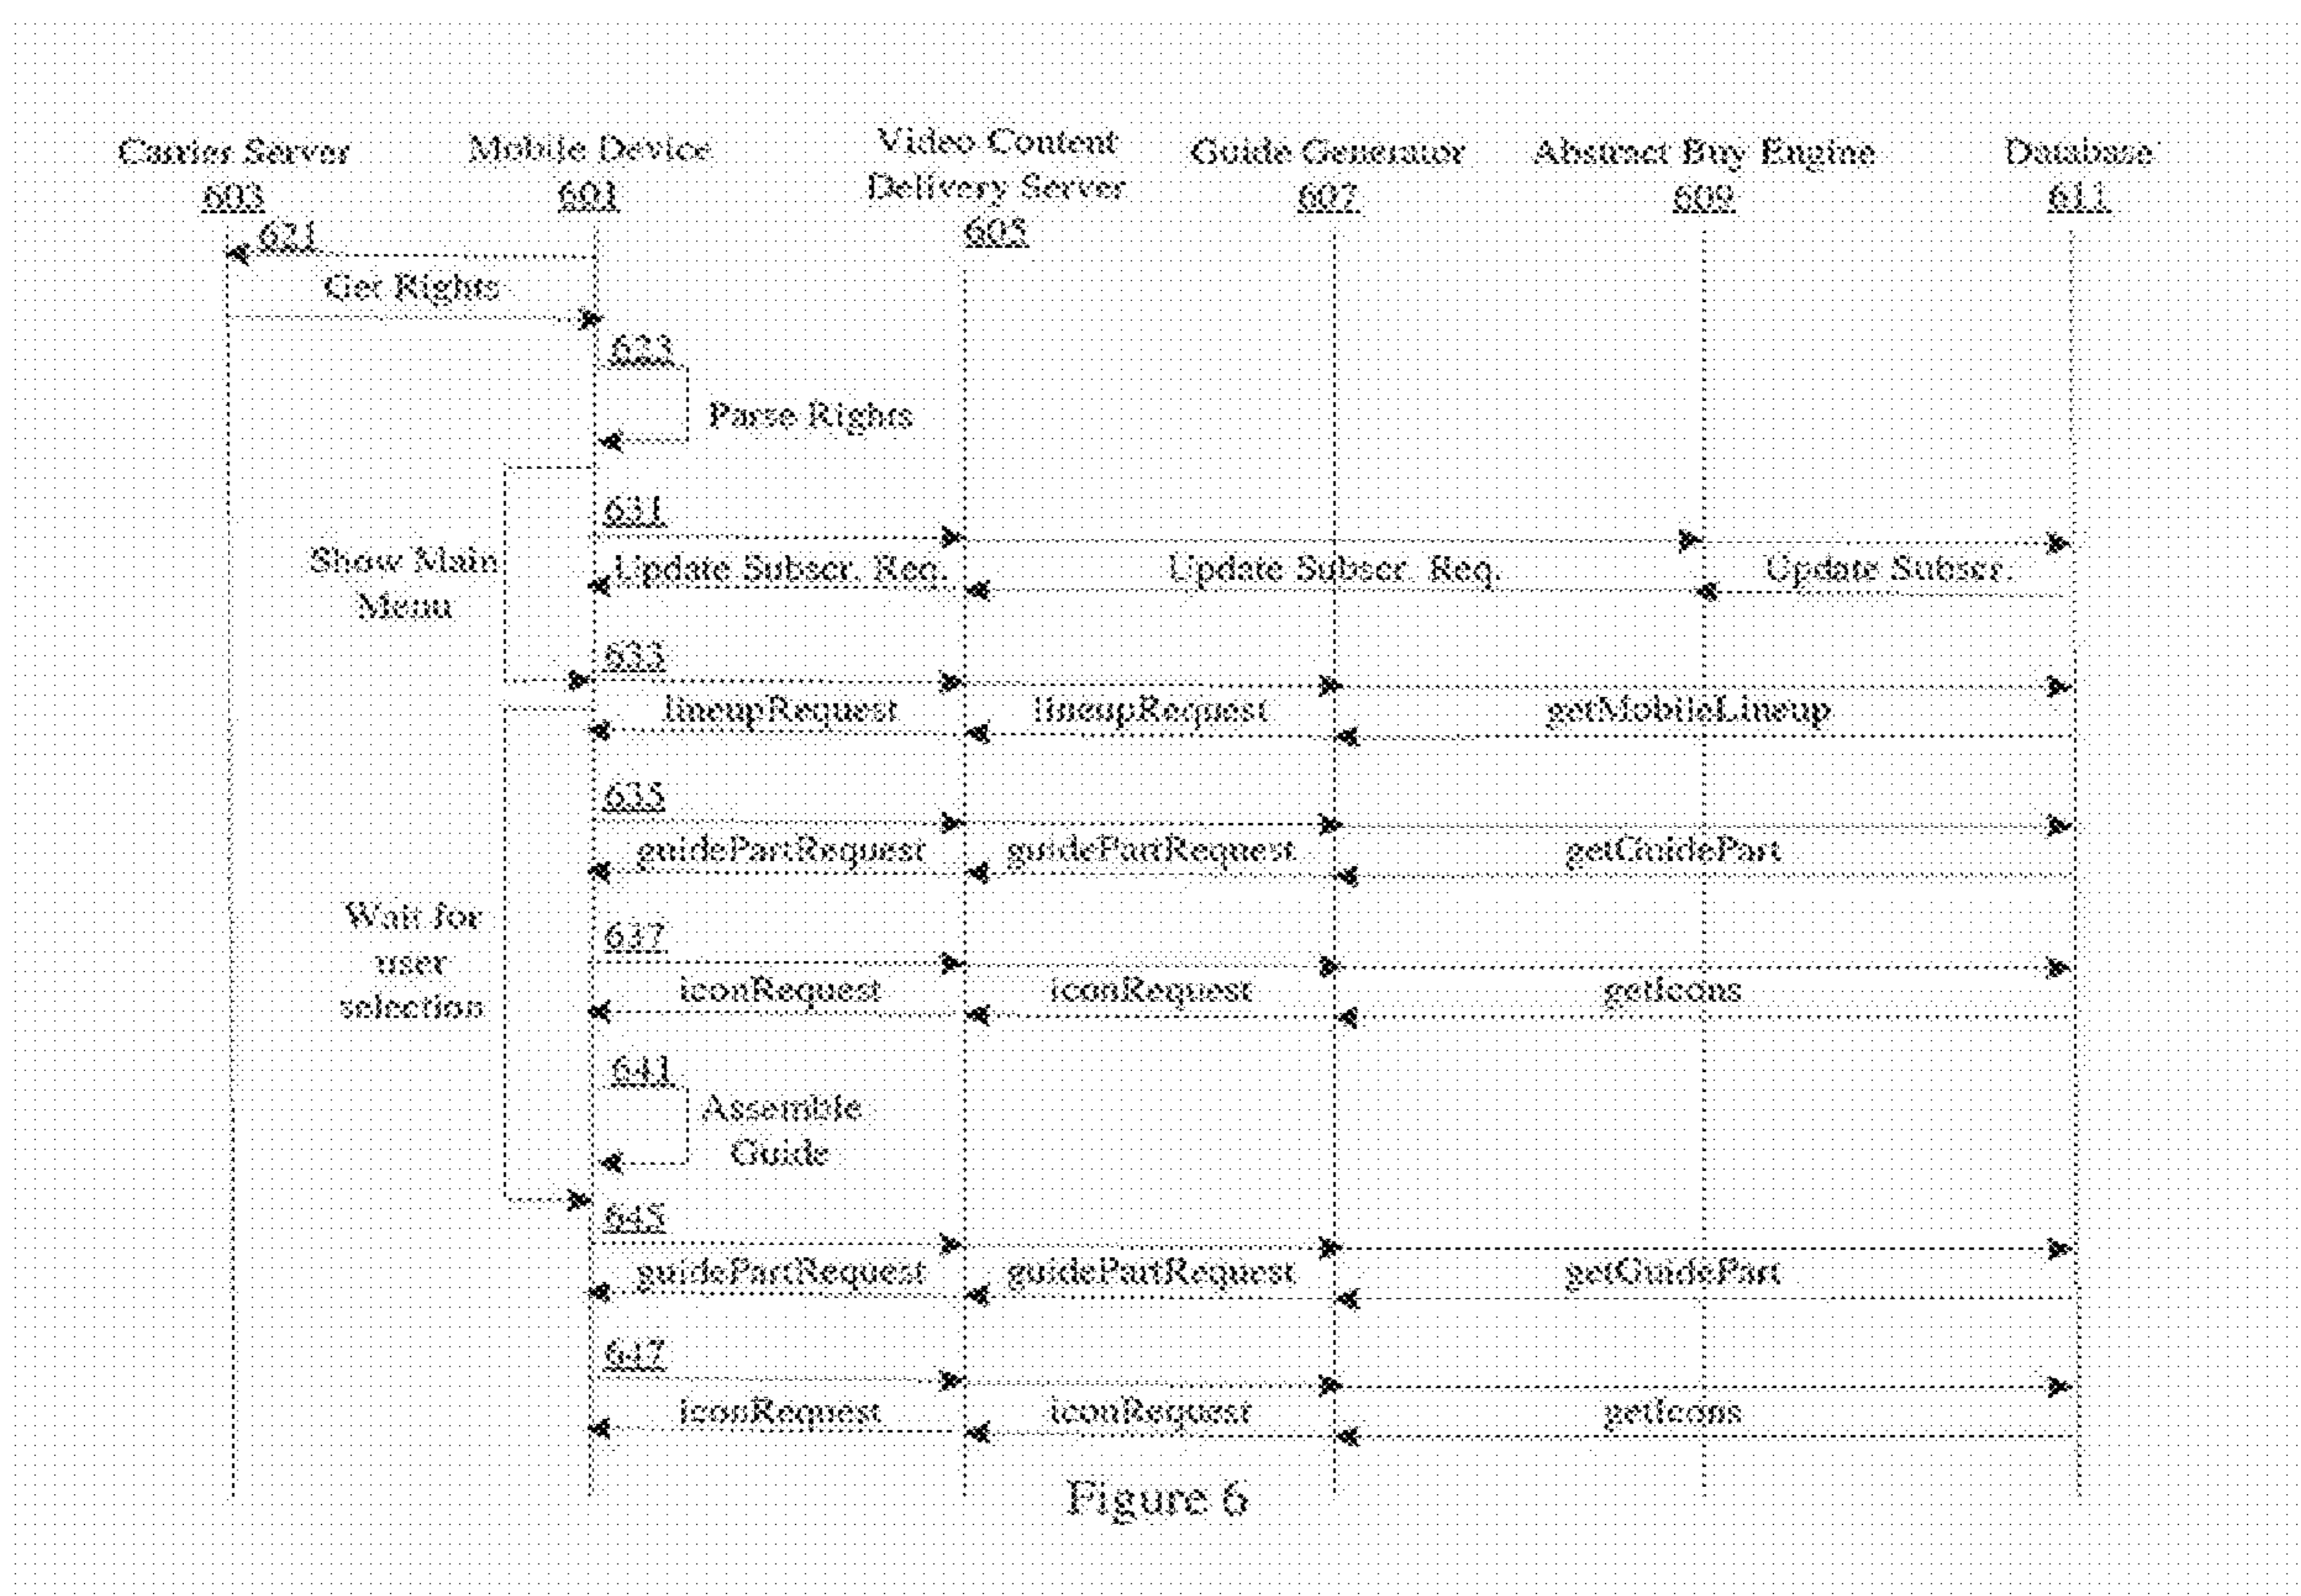 Carrier Server
603
Mobile Device
601
Video Content
Delivery Server
605
Guide Generator
607
Abstract Buy Engine
609
Database
611
621
Get Rights
623
Parse Rights
631
Show Main
Menu
Update Subscr. Req.
Update Subscr. Req.
Update Subscr.
633
lineupRequest
lineupRequest
getMobileLineup
635
guidePartRequest
guidePartRequest
getGuidePart
Wait for
user
selection
637
iconRequest
iconRequest
getIcons
641
Assemble
Guide
645
guidePartRequest
guidePartRequest
getGuidePart
647
iconRequest
iconRequest
getIcons
Figure 6